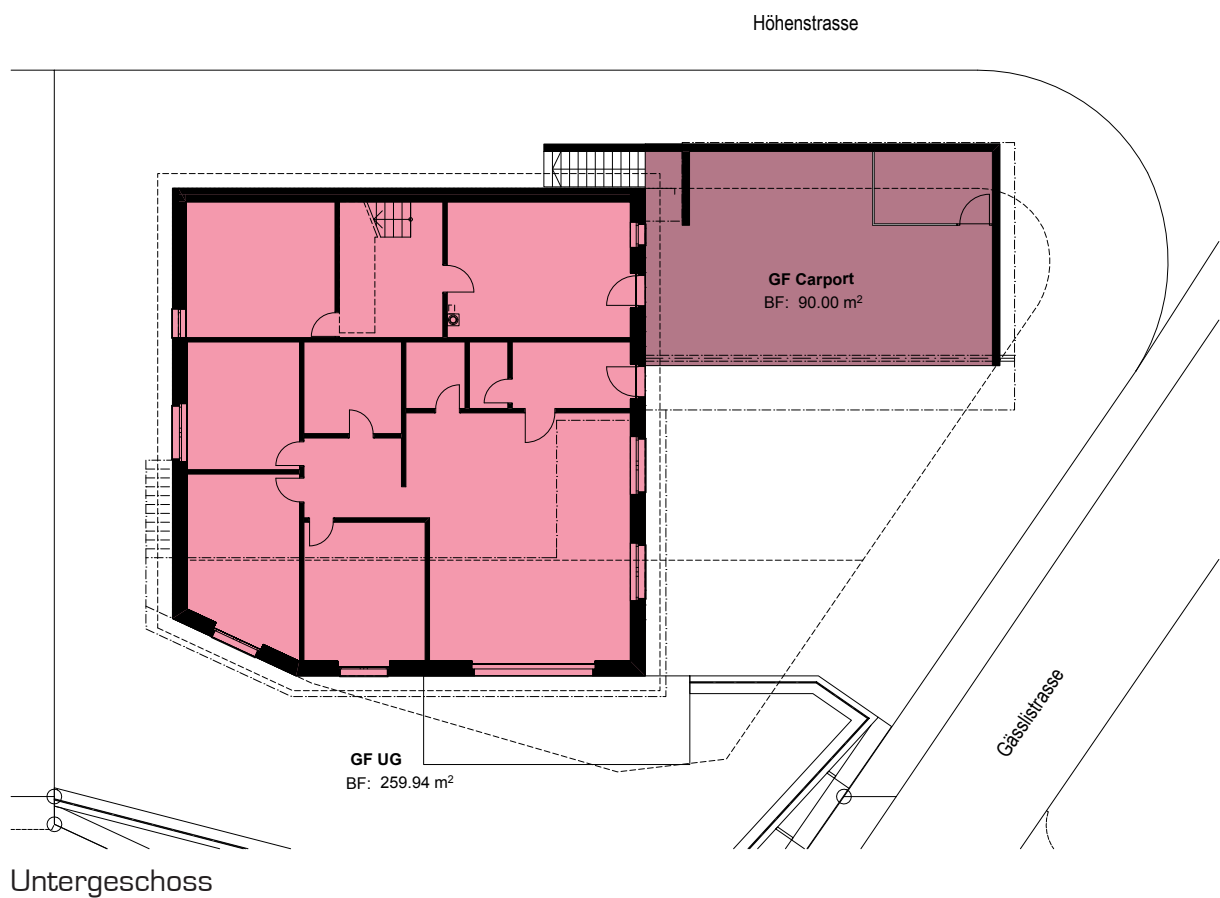 Höhenstrasse
GF Carport
BF: 90.00 m²
Gässlistrasse
GF UG
BF: 259.94 m²
Untergeschoss